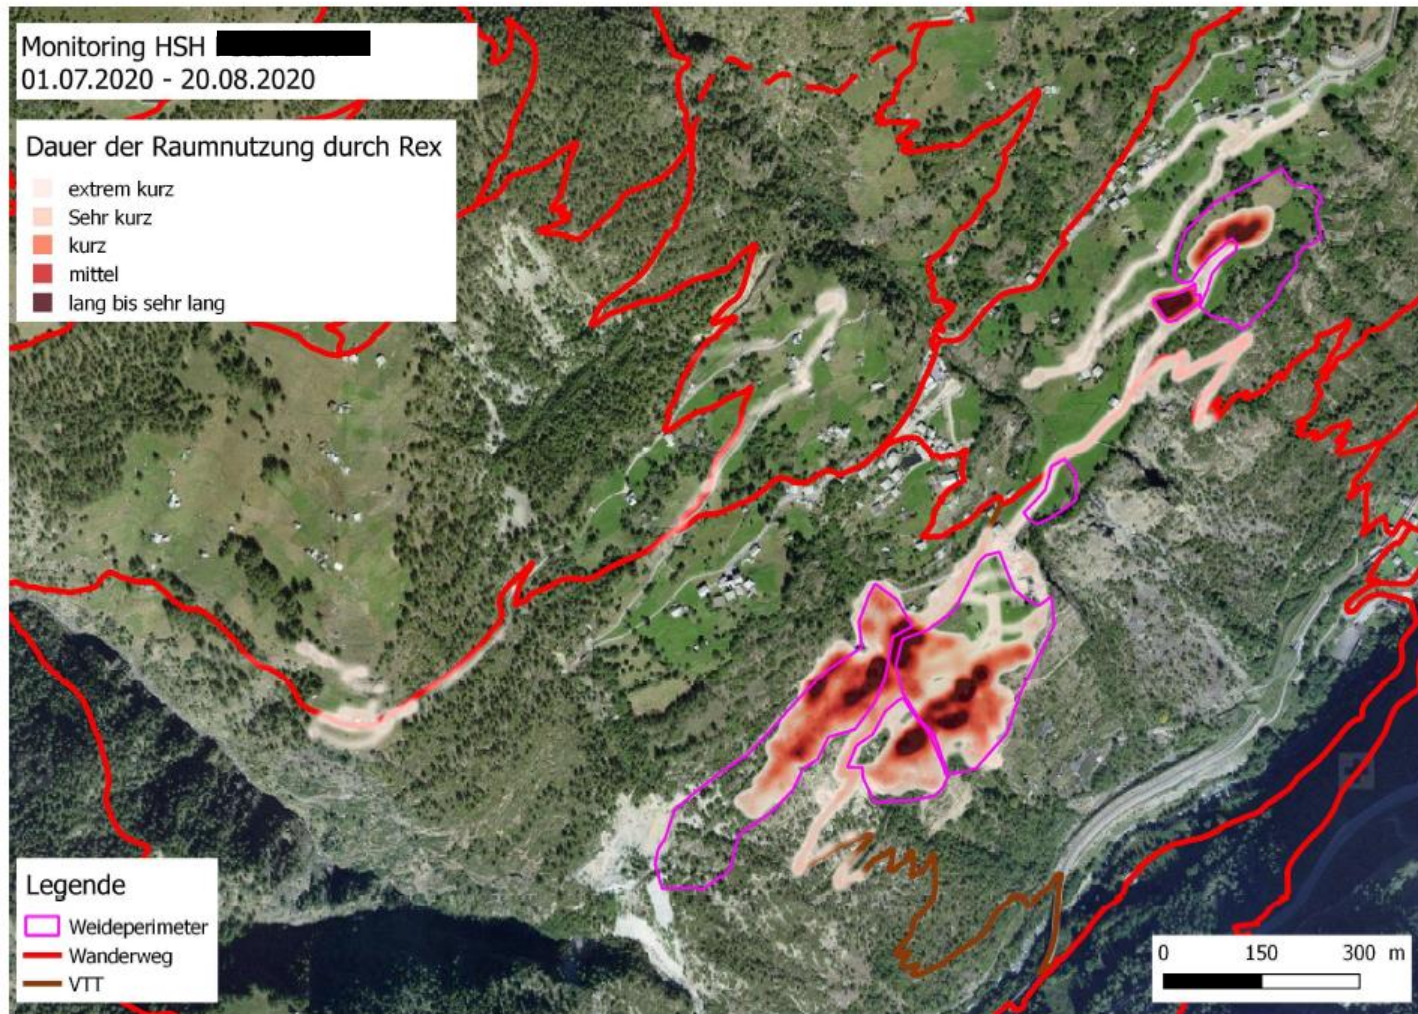 Monitoring HSH
01.07.2020 - 20.08.2020
Dauer der Raumnutzung durch Rex
extrem kurz
Sehr kurz
kurz
mittel
lang bis sehr lang
Legende
Weideperimeter
Wanderweg
VTT
0 150 300 m